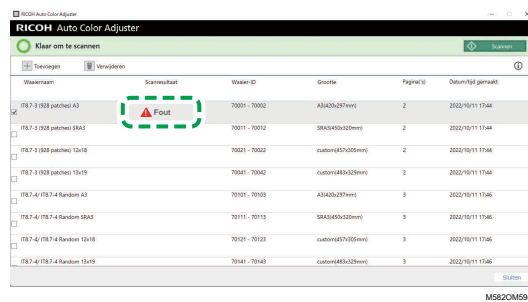 RICOH Auto Color Adjuster
RICOH Auto Color Adjuster
Klaar om te scannen
Scannen
Toevoegen Verwijderen
Waaiernaam Scanresultaat Waaier-ID Grootte Pagina('s) Datum/tijd gemaakt
IT8.7-3 (928 patches) A3 Fout 70001 - 70002 A3(420x297mm) 2 2022/10/11 17:44
IT8.7-3 (928 patches) SRA3 70011 - 70012 SRA3(450x320mm) 2 2022/10/11 17:44
IT8.7-3 (928 patches) 12x18 70021 - 70022 custom(457x305mm) 2 2022/10/11 17:44
IT8.7-3 (928 patches) 13x19 70041 - 70042 custom(483x329mm) 2 2022/10/11 17:44
IT8.7-4/ IT8.7-4 Random A3 70101 - 70103 A3(420x297mm) 3 2022/10/11 17:46
IT8.7-4/ IT8.7-4 Random SRA3 70111 - 70113 SRA3(450x320mm) 3 2022/10/11 17:46
IT8.7-4/ IT8.7-4 Random 12x18 70121 - 70123 custom(457x305mm) 3 2022/10/11 17:46
IT8.7-4/ IT8.7-4 Random 13x19 70141 - 70143 custom(483x329mm) 3 2022/10/11 17:46
Sluiten
M582OM59